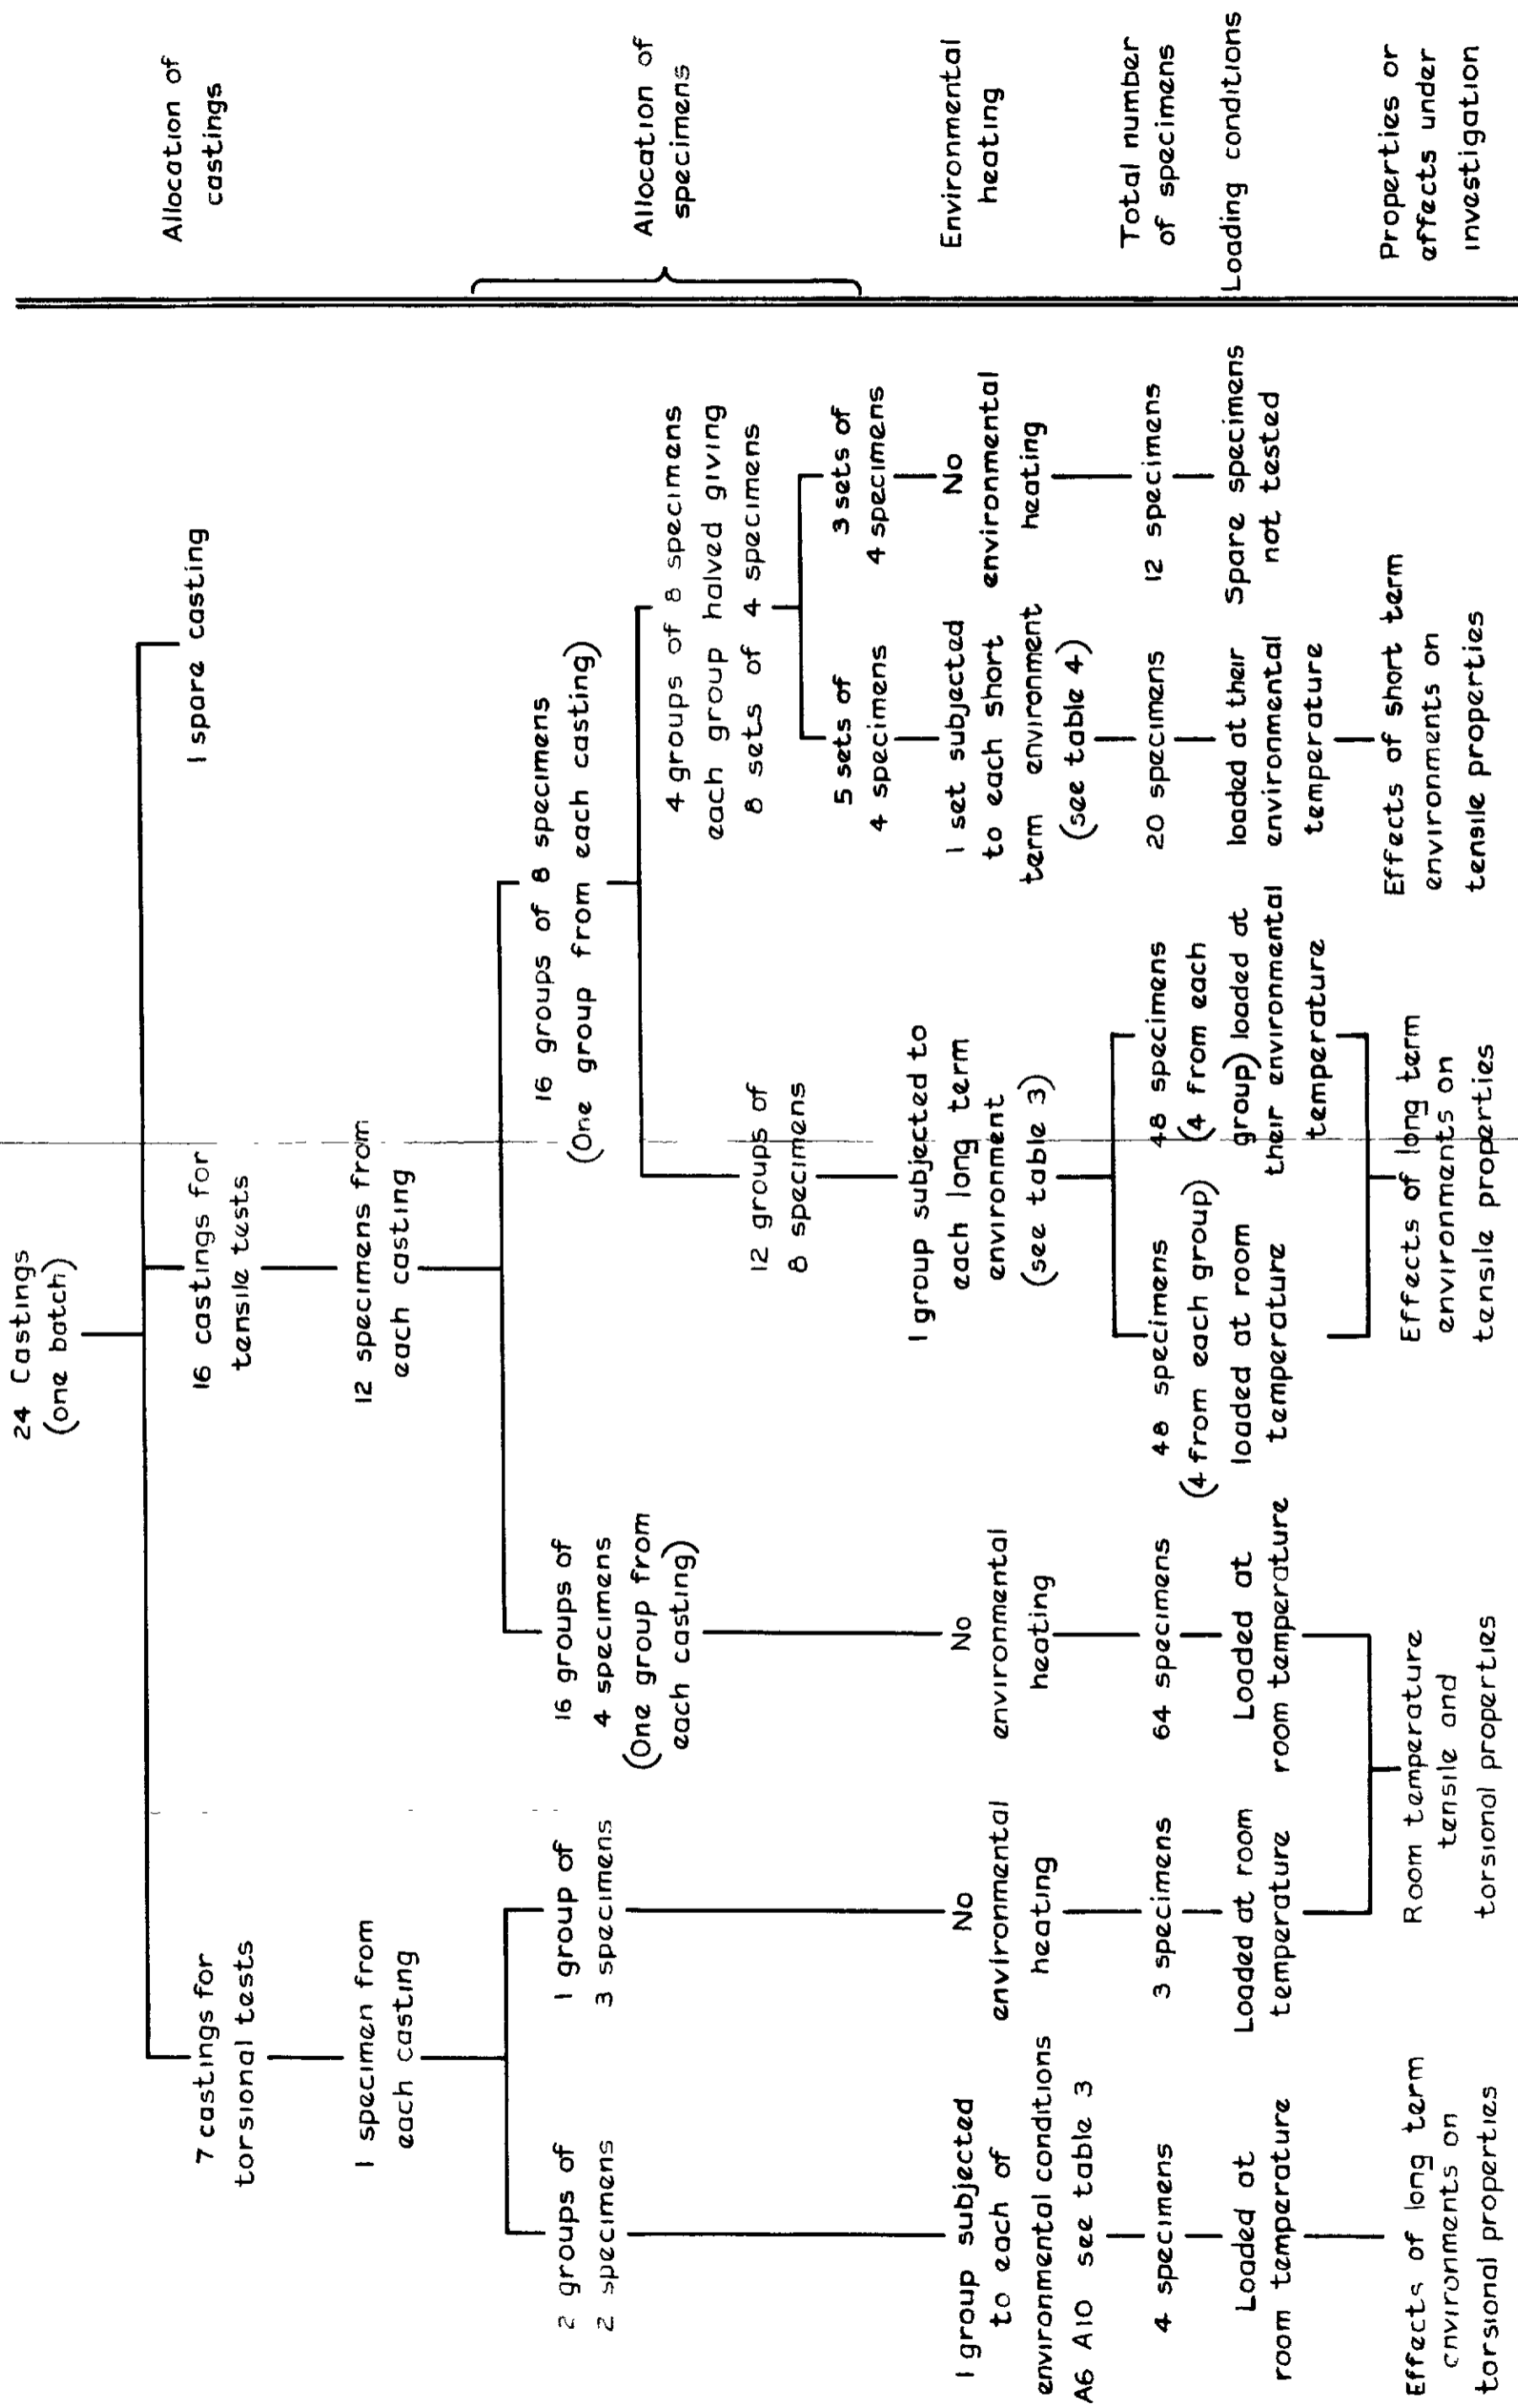 24 Castings
(one batch)
7 castings for
torsional tests
16 castings for
tensile tests
1 spare casting
Allocation of
castings
1 specimen from
each casting
12 specimens from
each casting
2 groups of
2 specimens
1 group of
3 specimens
16 groups of
4 specimens
(One group from
each casting)
16 groups of 8 specimens
(One group from each casting)
12 groups of
8 specimens
4 groups of 8 specimens
each group halved giving
8 sets of 4 specimens
5 sets of
4 specimens
3 sets of
4 specimens
Allocation of
specimens
1 group subjected
to each of
environmental conditions
A6 A10 see table 3
No
environmental
heating
No
environmental
heating
1 group subjected to
each long term
environment
(see table 3)
1 set subjected
to each short
term environment
(see table 4)
No
environmental
heating
Environmental
heating
4 specimens
3 specimens
64 specimens
48 specimens
(4 from each group)
loaded at room
temperature
48 specimens
(4 from each
group) loaded at
their environmental
temperature
20 specimens
12 specimens
Total number
of specimens
Loaded at
room temperature
Loaded at room
temperature
Loaded at
room temperature
loaded at their
environmental
temperature
Spare specimens
not tested
Loading conditions
Effects of long term
environments on
torsional properties
Room temperature
tensile and
torsional properties
Effects of long term
environments on
tensile properties
Effects of short term
environments on
tensile properties
Properties or
effects under
investigation